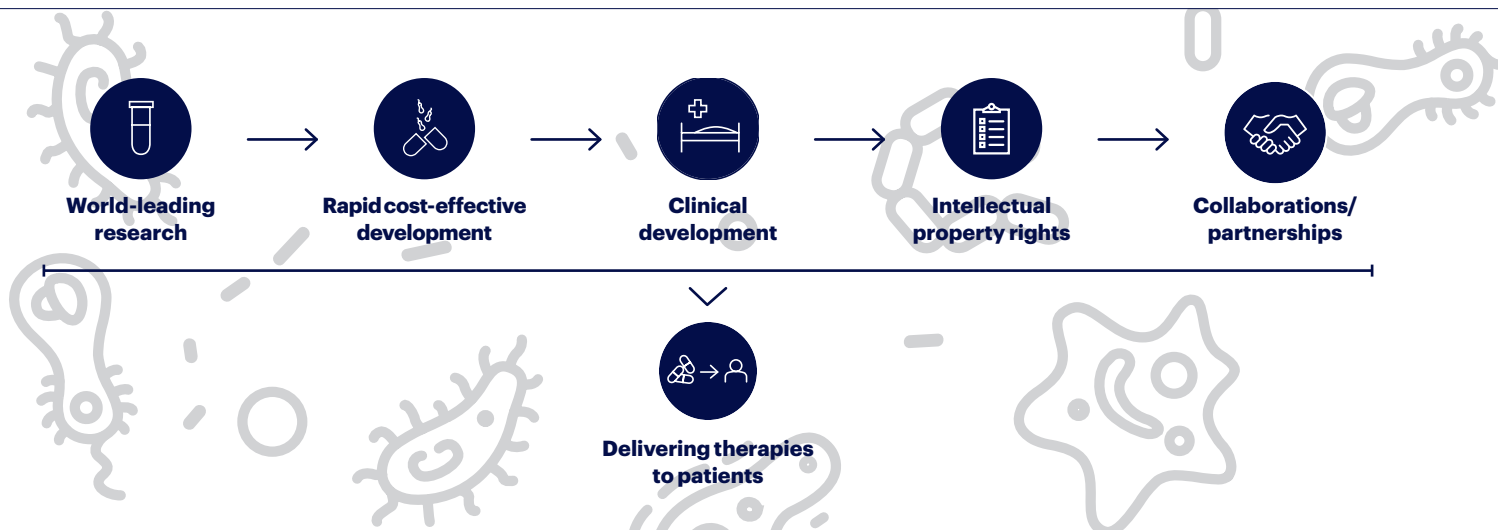 World-leading
research
Rapid cost-effective
development
Clinical
development
Intellectual
property rights
Collaborations/
partnerships
Delivering therapies
to patients